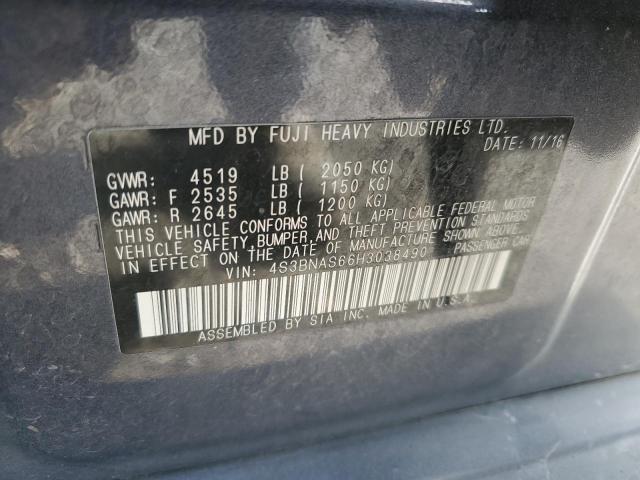 MFD BY FUJI HEAVY INDUSTRIES LTD.
DATE: 11/16
GVWR: 4519 LB ( 2050 KG)
GAWR: F 2535 LB ( 1150 KG)
GAWR: R 2645 LB ( 1200 KG)
THIS VEHICLE CONFORMS TO ALL APPLICABLE FEDERAL MOTOR
VEHICLE SAFETY, BUMPER, AND THEFT PREVENTION STANDARDS
IN EFFECT ON THE DATE OF MANUFACTURE SHOWN ABOVE.
VIN: 4S3BNAS66H3038490 PASSENGER CAR
ASSEMBLED BY SIA INC. MADE IN U.S.A.